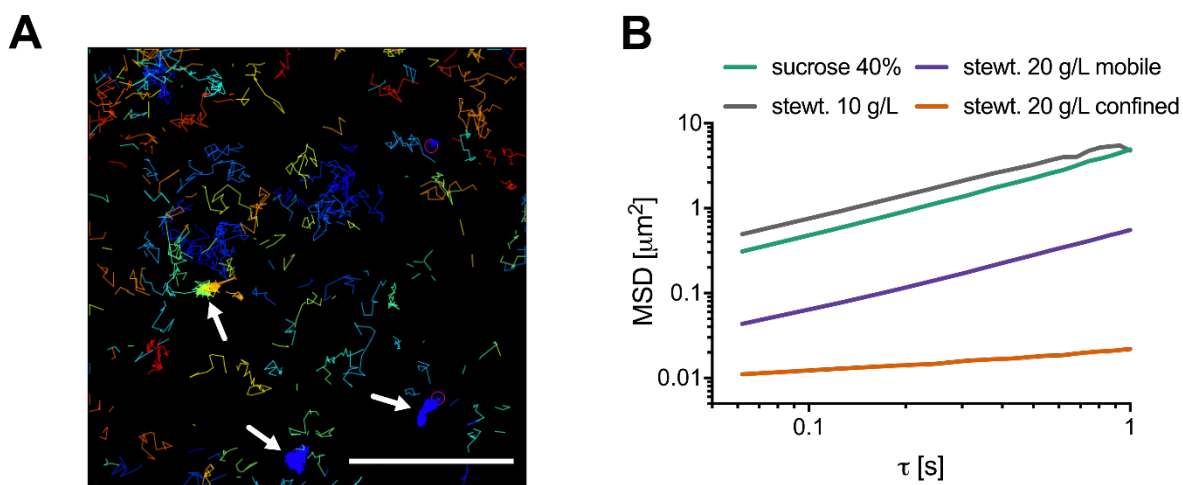 A
B
sucrose 40%
stewt. 20 g/L mobile
stewt. 10 g/L
stewt. 20 g/L confined
10
1
0.1
0.01
MSD [μm²]
0.1
1
τ [s]